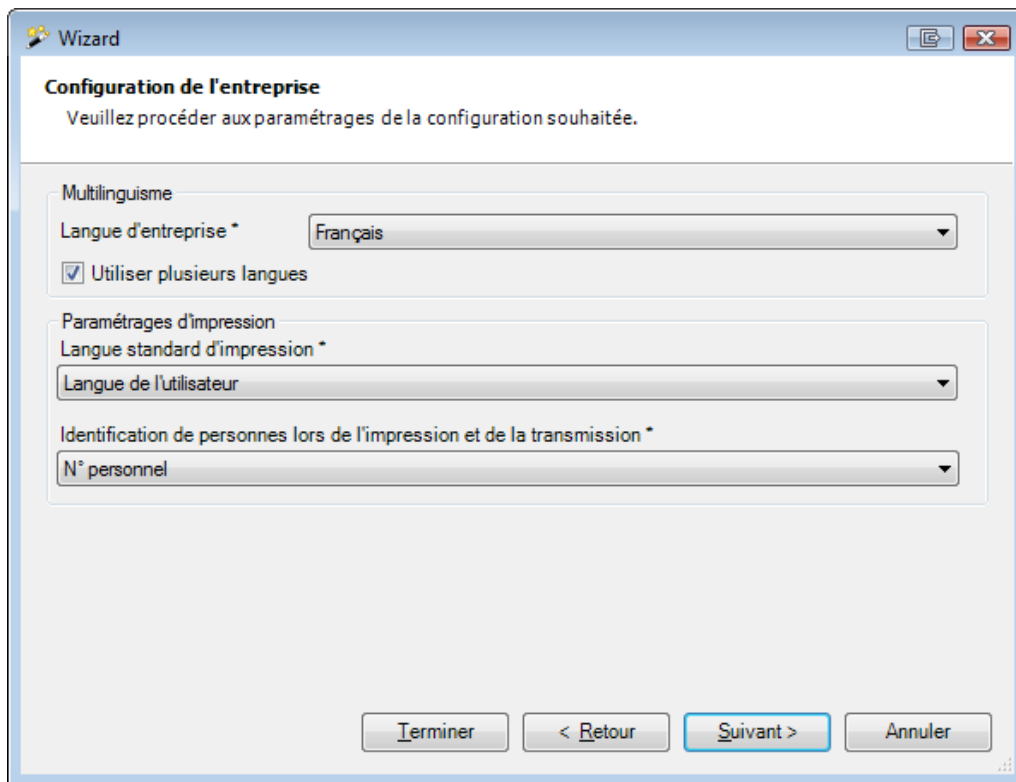 Wizard
Configuration de l'entreprise
Veuillez procéder aux paramétrages de la configuration souhaitée.
Multilinguisme
Langue d'entreprise * Français
Utiliser plusieurs langues
Paramétrages d'impression
Langue standard d'impression *
Langue de l'utilisateur
Identification de personnes lors de l'impression et de la transmission *
N° personnel
Terminer < Retour Suivant > Annuler